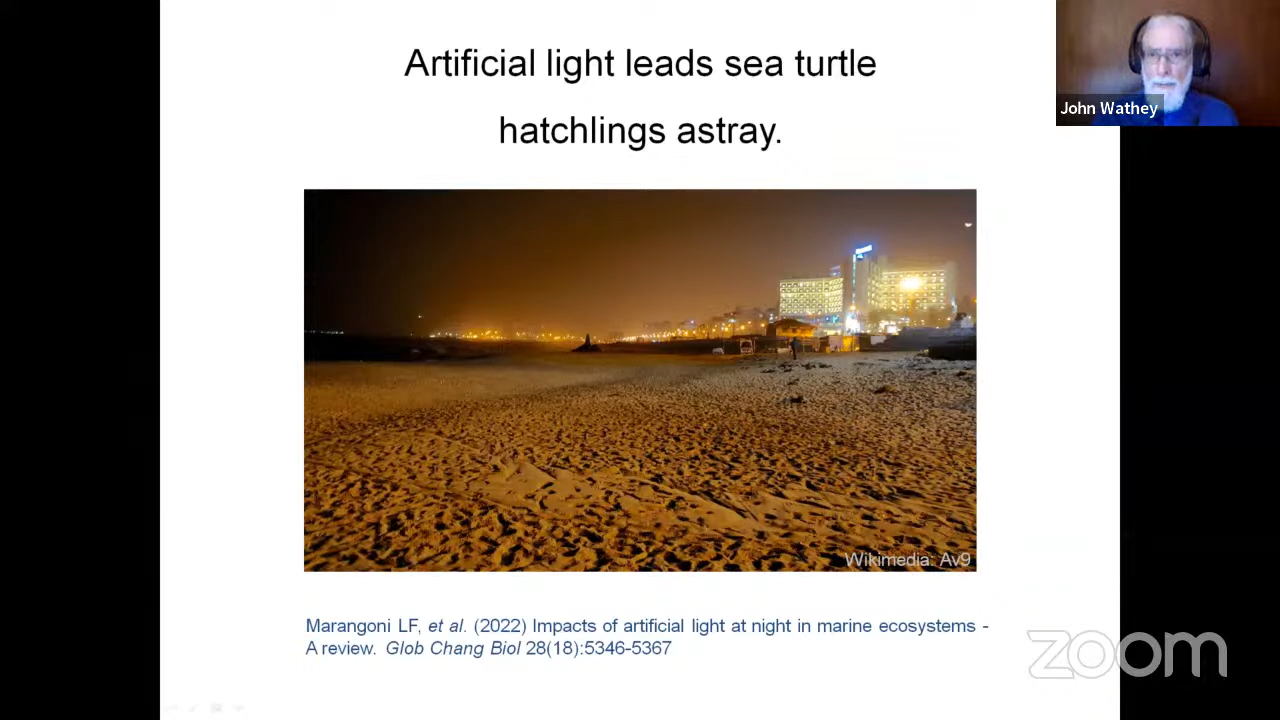 Artificial light leads sea turtle
hatchlings astray.
John Wathey
Wikimedia: Av9
Marangoni LF, et al. (2022) Impacts of artificial light at night in marine ecosystems -
A review. Glob Chang Biol 28(18):5346-5367
zoom